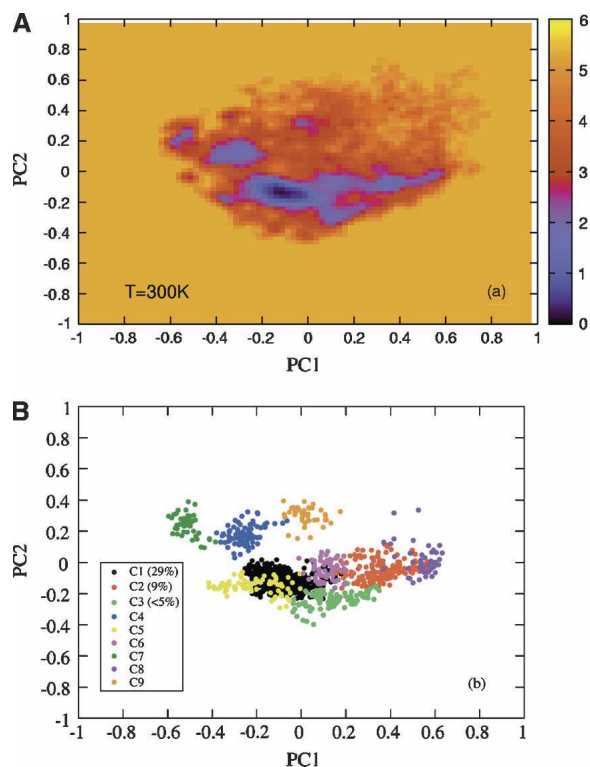 A
1
0.8
0.6
0.4
0.2
0
-0.2
-0.4
-0.6
-0.8
-1
PC2
T=300K
(a)
-1 -0.8 -0.6 -0.4 -0.2 0 0.2 0.4 0.6 0.8 1
PC1
6
5
4
3
2
1
0
B
1
0.8
0.6
0.4
0.2
0
-0.2
-0.4
-0.6
-0.8
-1
PC2
C1 (29%)
C2 (9%)
C3 (<5%)
C4
C5
C6
C7
C8
C9
(b)
-1 -0.8 -0.6 -0.4 -0.2 0 0.2 0.4 0.6 0.8 1
PC1